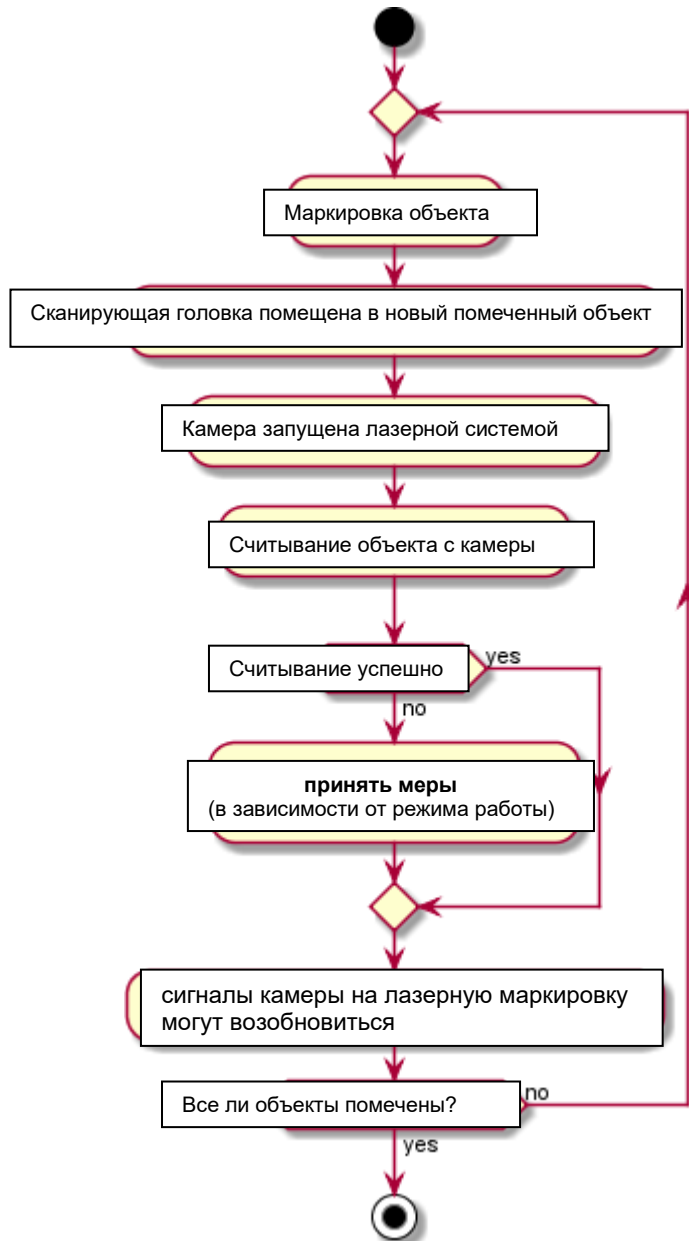 Маркировка объекта
Сканирующая головка помещена в новый помеченный объект
Камера запущена лазерной системой
Считывание объекта с камеры
Считывание успешно
yes
no
принять меры
(в зависимости от режима работы)
сигналы камеры на лазерную маркировку
могут возобновиться
Все ли объекты помечены?
no
yes